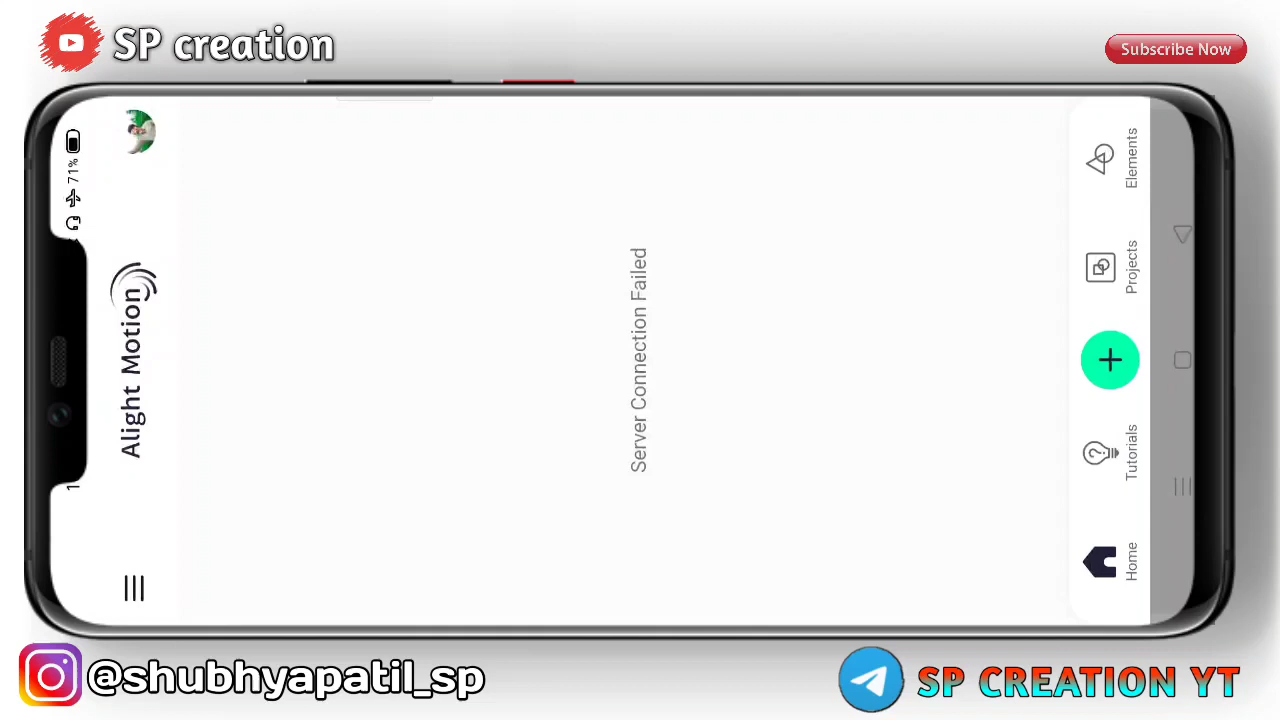 SP creation
Subscribe Now
71%
Alight Motion
Server Connection Failed
Elements
Projects
Tutorials
Home
@shubhyapatil_sp
SP CREATION YT